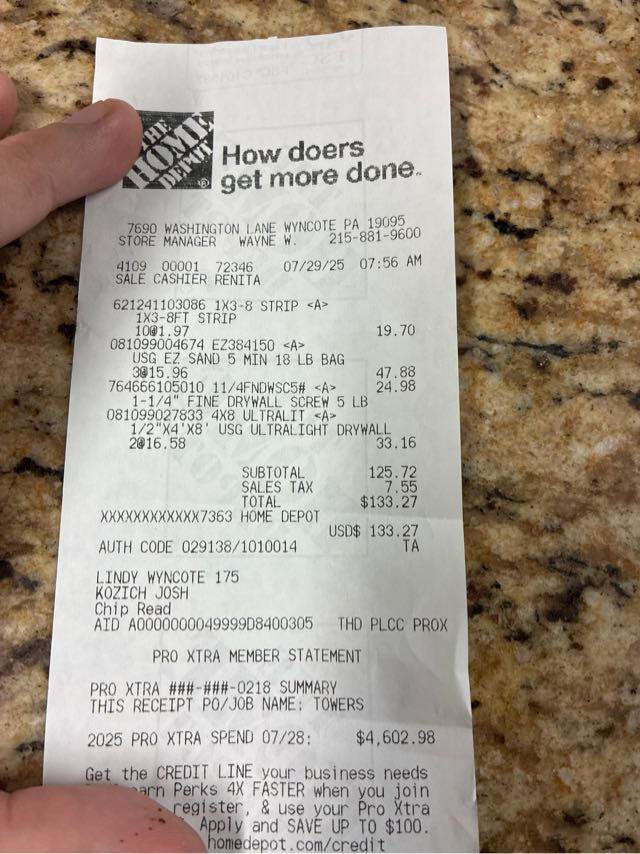 THE
HOME
DEPOT
®
How doers
get more done.™
7690 WASHINGTON LANE WYNCOTE PA 19095
STORE MANAGER WAYNE W. 215-881-9600
4109 00001 72346 07/29/25 07:56 AM
SALE CASHIER RENITA
621241103086 1X3-8 STRIP <A>
1X3-8FT STRIP
10@1.97 19.70
081099004674 EZ384150 <A>
USG EZ SAND 5 MIN 18 LB BAG
3@15.96 47.88
764666105010 11/4FNDWSC5# <A> 24.98
1-1/4" FINE DRYWALL SCREW 5 LB
081099027833 4X8 ULTRALIT <A>
1/2"X4'X8' USG ULTRALIGHT DRYWALL
2@16.58 33.16
SUBTOTAL 125.72
SALES TAX 7.55
TOTAL $133.27
XXXXXXXXXXXX7363 HOME DEPOT
USD$ 133.27
AUTH CODE 029138/1010014 TA
LINDY WYNCOTE 175
KOZICH JOSH
Chip Read
AID A0000000049999D8400305 THD PLCC PROX
PRO XTRA MEMBER STATEMENT
PRO XTRA ###-###-0218 SUMMARY
THIS RECEIPT PO/JOB NAME: TOWERS
2025 PRO XTRA SPEND 07/28: $4,602.98
Get the CREDIT LINE your business needs
Perks 4X FASTER when you join
register, & use your Pro Xtra
Apply and SAVE UP TO $100.
homedepot.com/credit